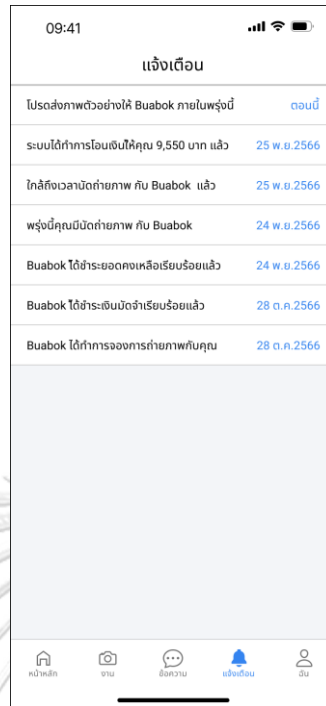 09:41
แจ้งเตือน
โปรดส่งภาพตัวอย่างให้ Buabok ภายในพรุ่งนี้ ตอนนี้
ระบบได้ทำการโอนเงินให้คุณ 9,550 บาท แล้ว 25 พ.ย.2566
ใกล้ถึงเวลานัดถ่ายภาพ กับ Buabok แล้ว 25 พ.ย.2566
พรุ่งนี้คุณมีนัดถ่ายภาพ กับ Buabok 24 พ.ย.2566
Buabok ได้ชำระยอดคงเหลือเรียบร้อยแล้ว 24 พ.ย.2566
Buabok ได้ชำระเงินมัดจำเรียบร้อยแล้ว 28 ต.ค.2566
Buabok ได้ทำการจองการถ่ายภาพกับคุณ 28 ต.ค.2566
หน้าหลัก งาน ข้อความ แจ้งเตือน ฉัน